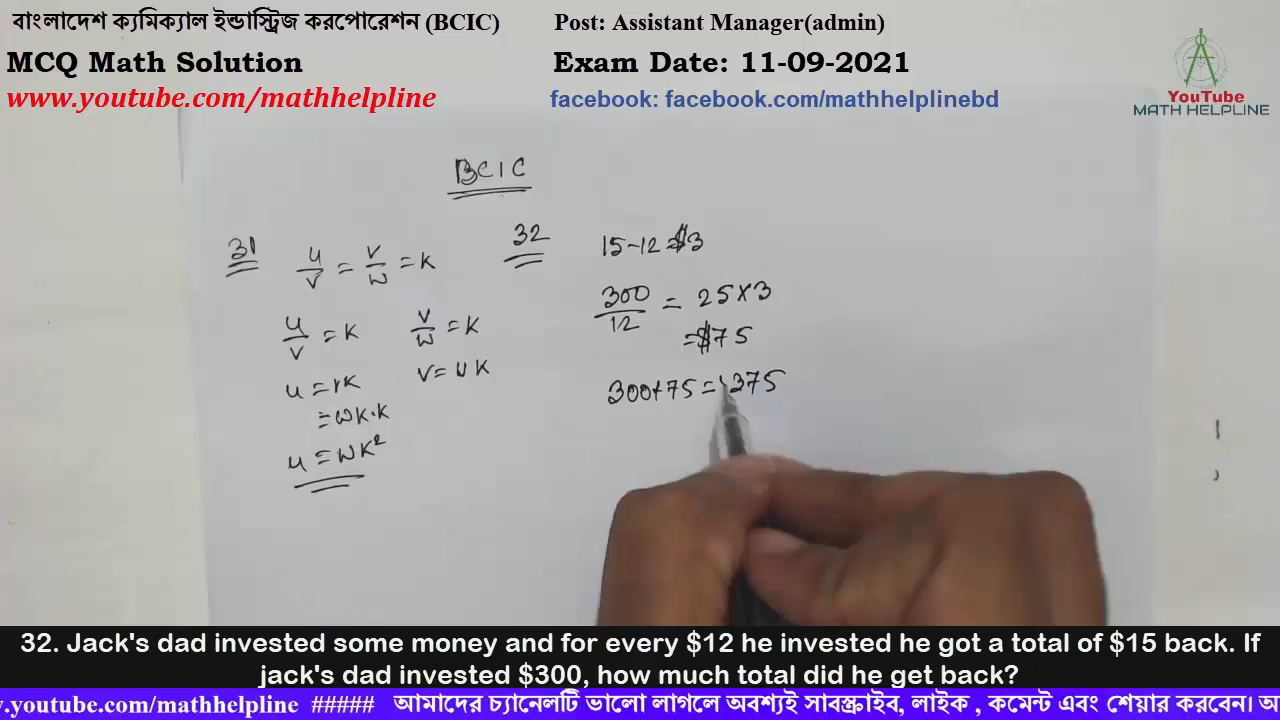 বাংলাদেশ ক্যমিক্যাল ইন্ডাস্ট্রিজ করপোরেশন (BCIC) Post: Assistant Manager(admin)
MCQ Math Solution Exam Date: 11-09-2021
www.youtube.com/mathhelpline facebook: facebook.com/mathhelplinebd
YouTube
MATH HELPLINE
BCIC
31
u/v = v/w = K
u/v = K v/w = K
u = vK v = wK
= wK.K
u = wK²
32
15-12=$3
300/12 = 25×3
=$75
300+75=$375
32. Jack's dad invested some money and for every $12 he invested he got a total of $15 back. If
jack's dad invested $300, how much total did he get back?
.youtube.com/mathhelpline ##### আমাদের চ্যানেলটি ভালো লাগলে অবশ্যই সাবস্ক্রাইব, লাইক , কমেন্ট এবং শেয়ার করবেন।